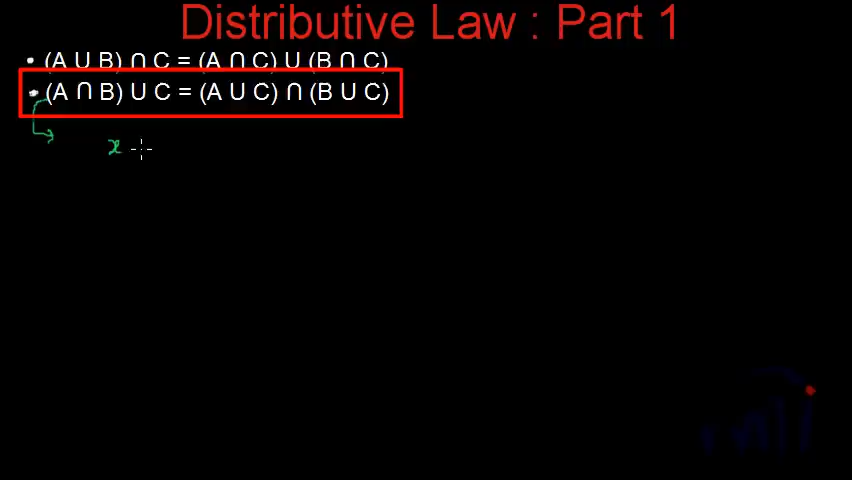 Distributive Law : Part 1
• (A U B) ∩ C = (A ∩ C) U (B ∩ C)
• (A ∩ B) U C = (A U C) ∩ (B U C)
x